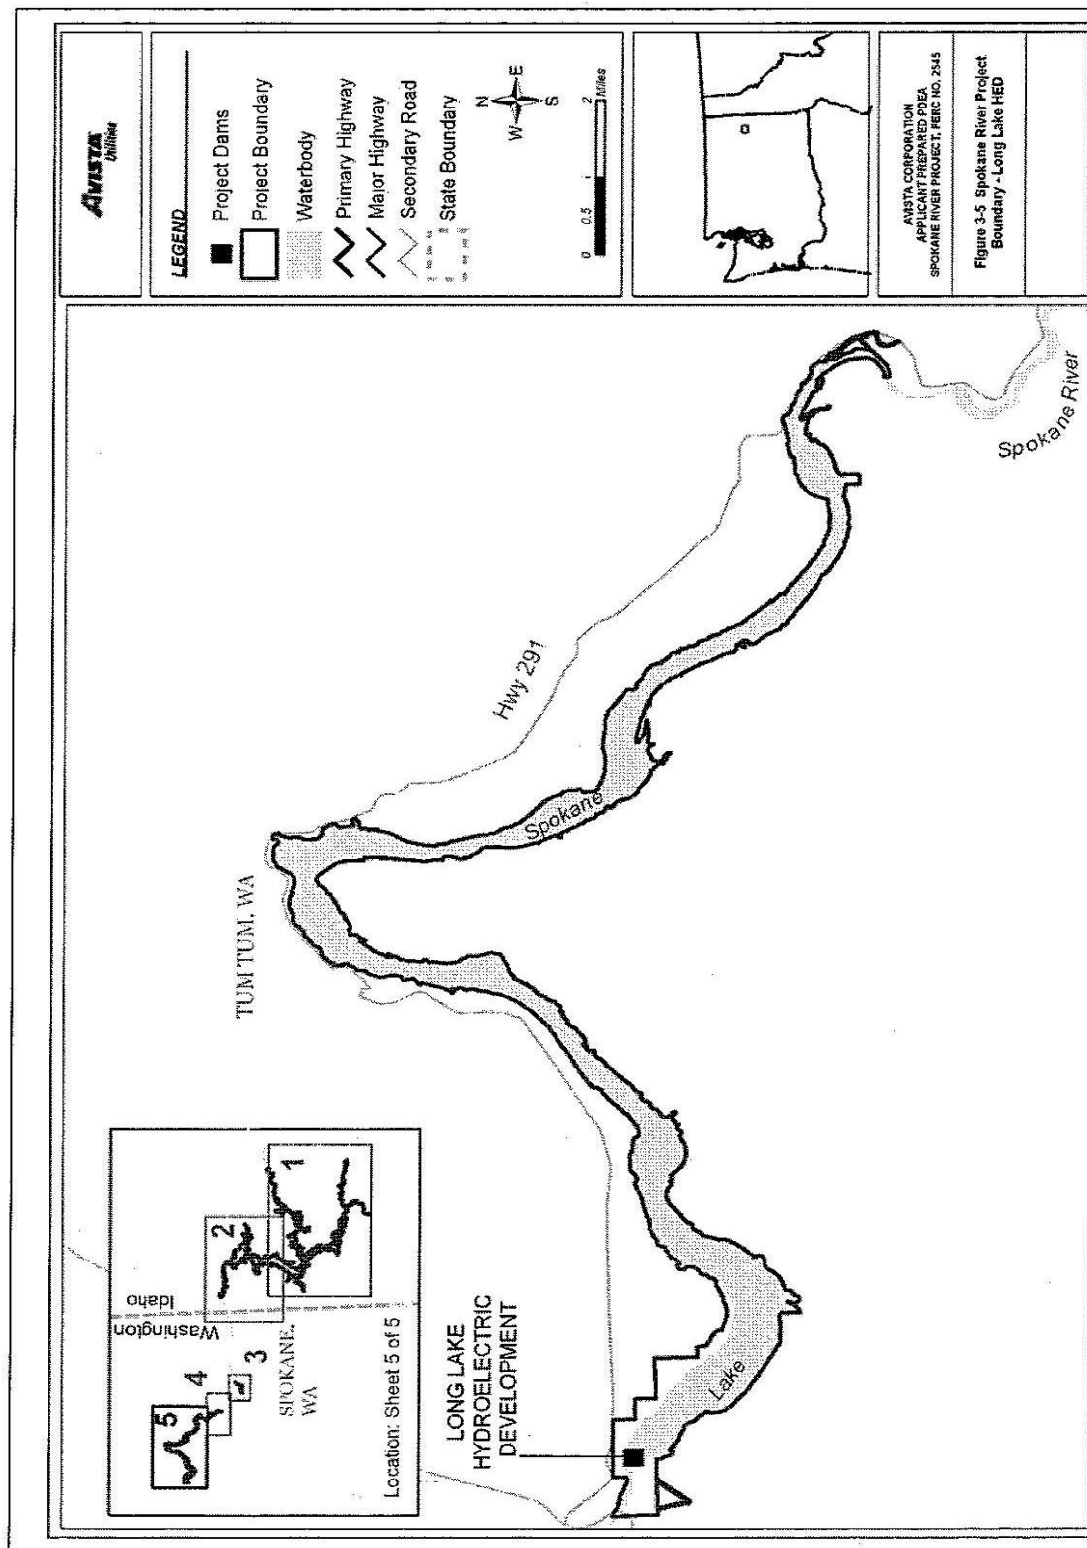 AVISTA
Utilities
LEGEND
Project Dams
Project Boundary
Waterbody
Primary Highway
Major Highway
Secondary Road
State Boundary
N
W
E
S
0
0.5
1
2
Miles
AVISTA CORPORATION
APPLICANT PREPARED PDEA
SPOKANE RIVER PROJECT, FERC NO. 2545
Figure 3-5 Spokane River Project
Boundary - Long Lake HED
1
2
3
4
5
Washington
Idaho
SPOKANE,
WA
Location: Sheet 5 of 5
TUM TUM, WA
Hwy 291
LONG LAKE
HYDROELECTRIC
DEVELOPMENT
Lake
Spokane
Spokane River